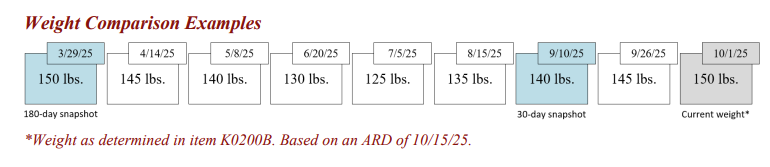 Weight Comparison Examples
3/29/25 4/14/25 5/8/25 6/20/25 7/5/25 8/15/25 9/10/25 9/26/25 10/1/25
150 lbs. 145 lbs. 140 lbs. 130 lbs. 125 lbs. 135 lbs. 140 lbs. 145 lbs. 150 lbs.
180-day snapshot 30-day snapshot Current weight*
*Weight as determined in item K0200B. Based on an ARD of 10/15/25.